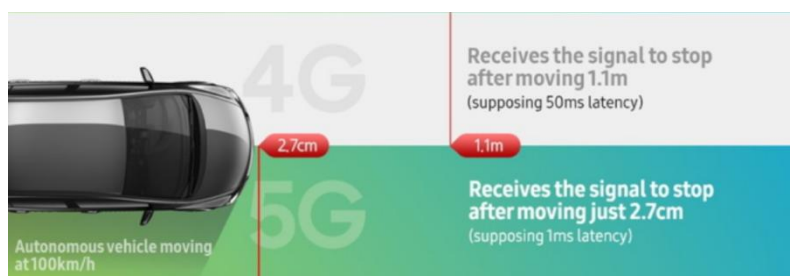 4G
Receives the signal to stop
after moving 1.1m
(supposing 50ms latency)
2.7cm
1.1m
5G
Receives the signal to stop
after moving just 2.7cm
(supposing 1ms latency)
Autonomous vehicle moving
at 100km/h